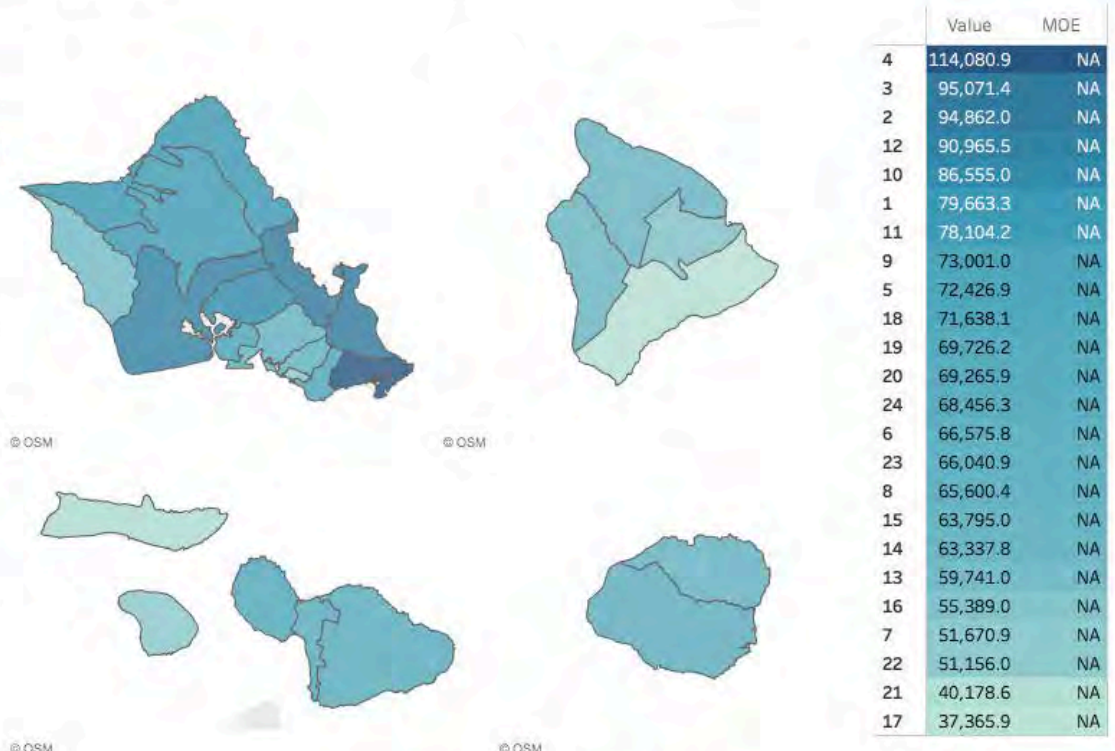 Value MOE
4 114,080.9 NA
3 95,071.4 NA
2 94,862.0 NA
12 90,965.5 NA
10 86,555.0 NA
1 79,663.3 NA
11 78,104.2 NA
9 73,001.0 NA
5 72,426.9 NA
18 71,638.1 NA
19 69,726.2 NA
20 69,265.9 NA
24 68,456.3 NA
6 66,575.8 NA
23 66,040.9 NA
8 65,600.4 NA
15 63,795.0 NA
14 63,337.8 NA
13 59,741.0 NA
16 55,389.0 NA
7 51,670.9 NA
22 51,156.0 NA
21 40,178.6 NA
17 37,365.9 NA
© OSM
© OSM
© OSM
© OSM